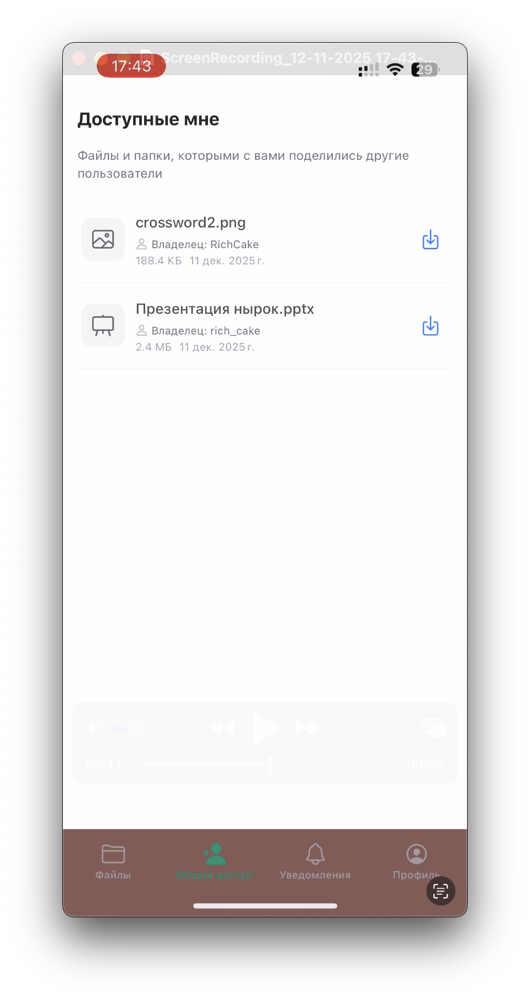 ScreenRecording_12-11-2025 17-43-...
17:43
29
Доступные мне
Файлы и папки, которыми с вами поделились другие
пользователи
crossword2.png
Владелец: RichCake
188.4 КБ 11 дек. 2025 г.
Презентация нырок.pptx
Владелец: rich_cake
2.4 МБ 11 дек. 2025 г.
00:11
00:20
Файлы
Общий доступ
Уведомления
Профиль